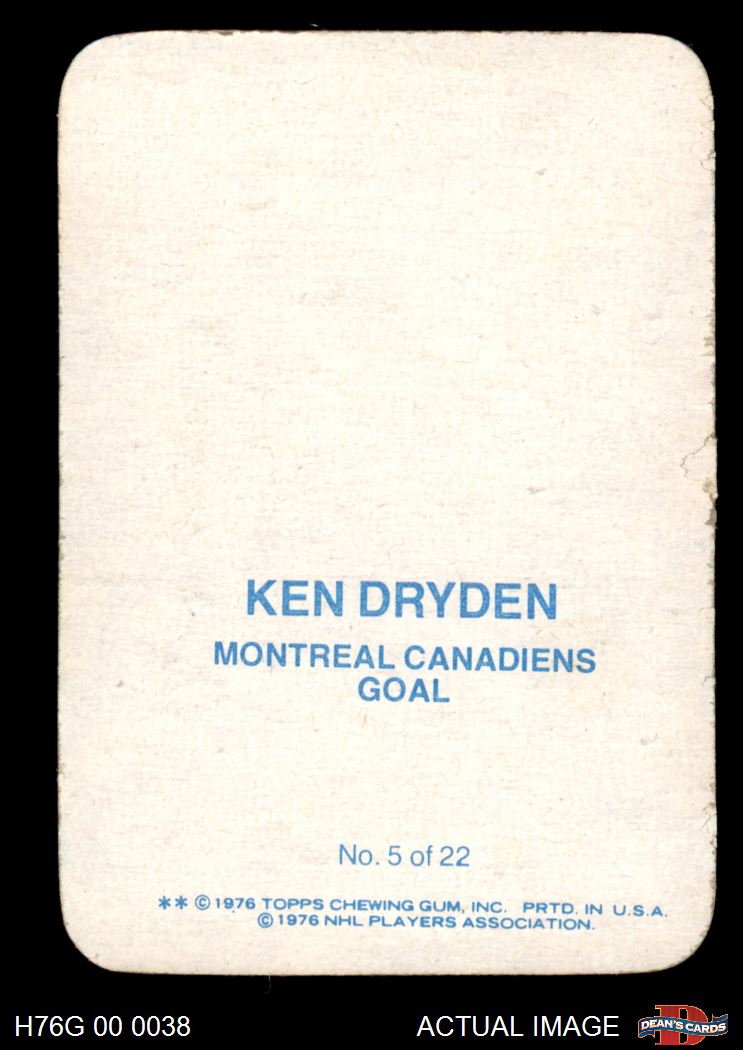 KEN DRYDEN
MONTREAL CANADIENS
GOAL
No. 5 of 22
** ©1976 TOPPS CHEWING GUM, INC. PRTD. IN U.S.A.
©1976 NHL PLAYERS ASSOCIATION.
H76G 00 0038 ACTUAL IMAGE
D
DEAN'S CARDS